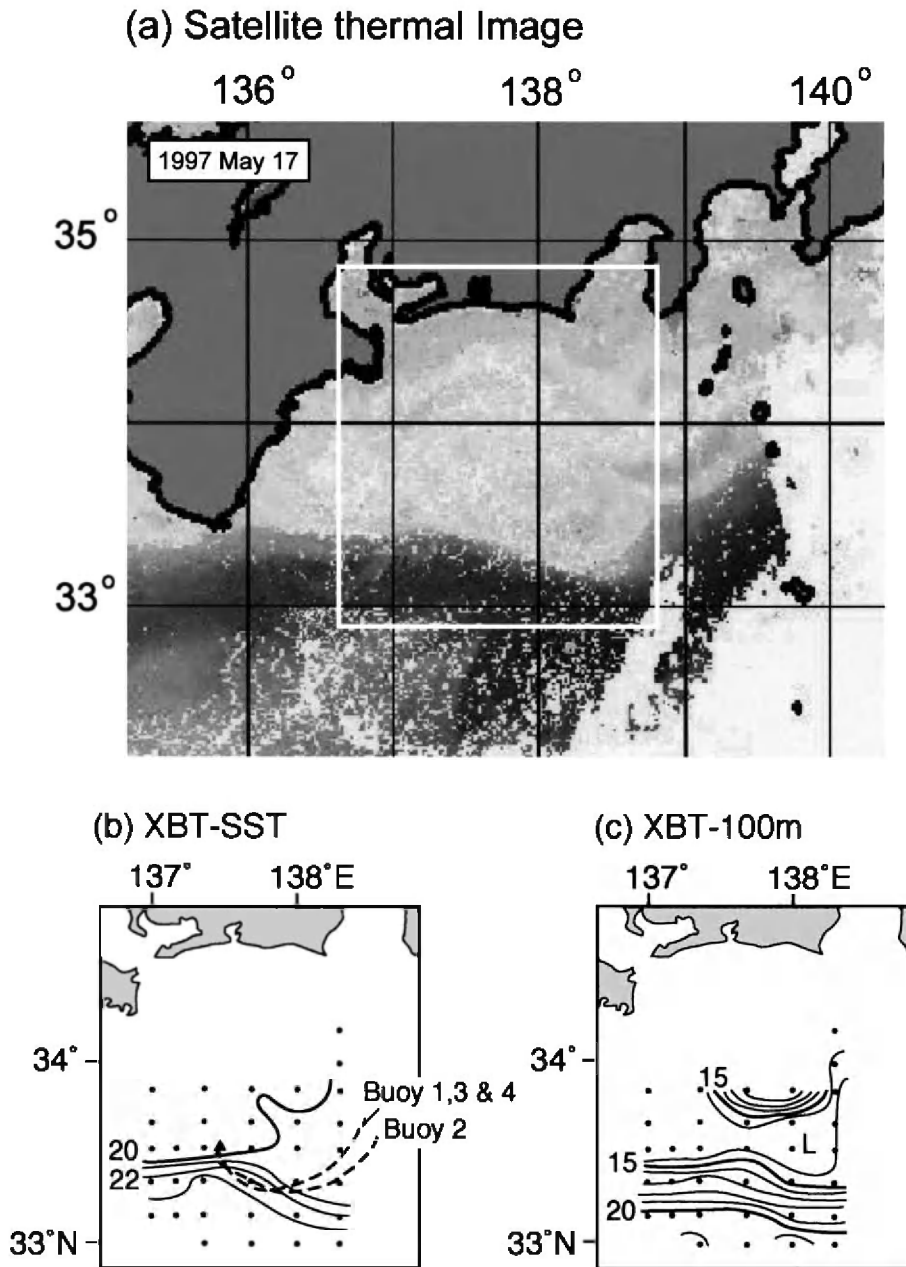 (a) Satellite thermal Image
136° 138° 140°
1997 May 17
35°
33°
(b) XBT-SST
137° 138°E
34°
Buoy 1,3 & 4
Buoy 2
20
22
33°N
(c) XBT-100m
137° 138°E
34°
15
L
15
20
33°N